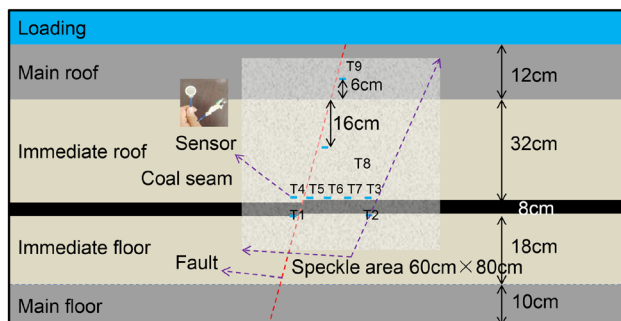 Loading
T9
Main roof
6cm
12cm
16cm
32cm
Immediate roof
Sensor
T8
Coal seam
T4 T5 T6 T7 T3
8cm
T1 T2
Immediate floor
18cm
Fault
Speckle area 60cm×80cm
Main floor
10cm